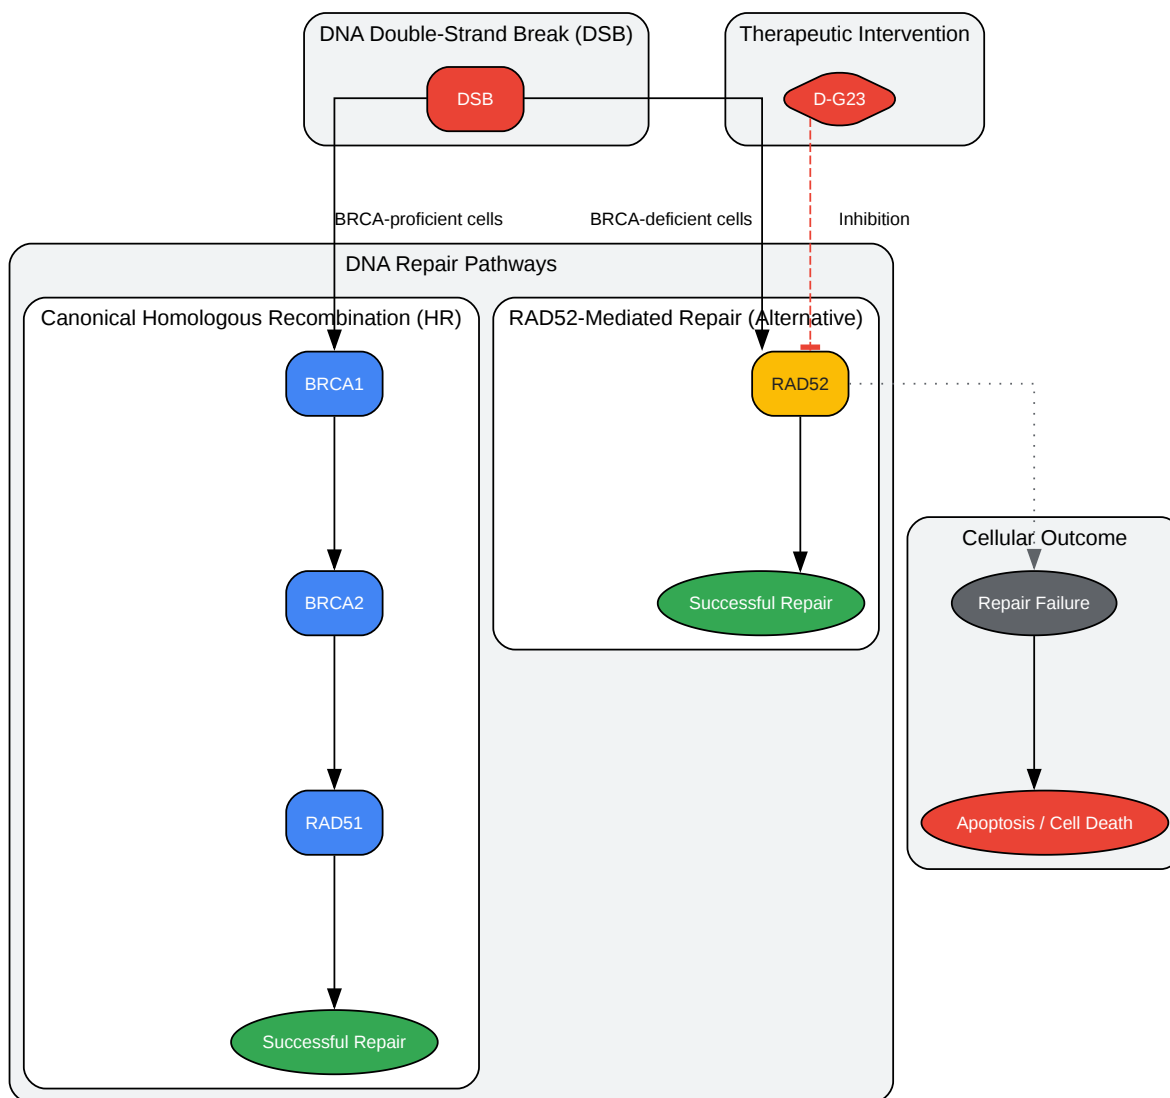 DNA Double-Strand Break (DSB)
Therapeutic Intervention
DSB
D-G23
BRCA-proficient cells
BRCA-deficient cells
Inhibition
DNA Repair Pathways
Canonical Homologous Recombination (HR)
RAD52-Mediated Repair (Alternative)
BRCA1
RAD52
Cellular Outcome
BRCA2
Successful Repair
Repair Failure
RAD51
Apoptosis / Cell Death
Successful Repair